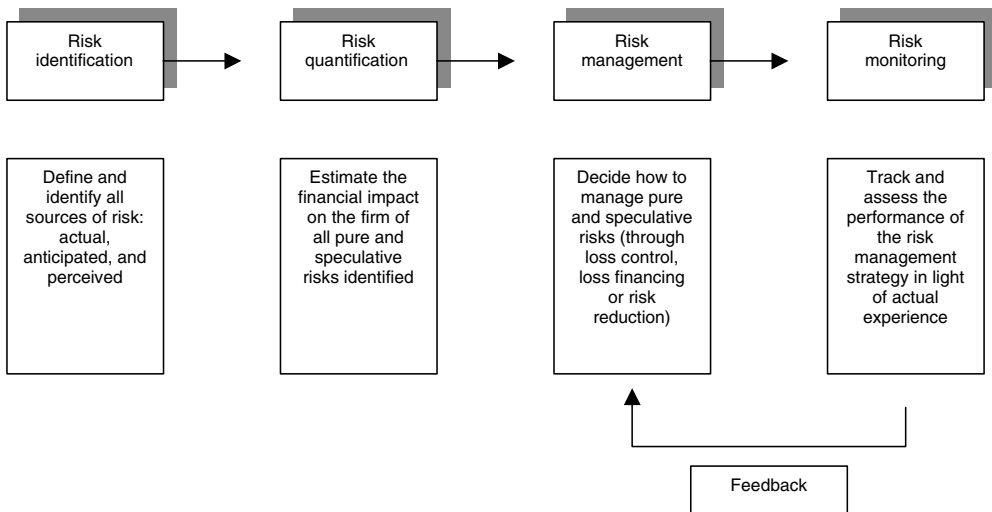 Risk
identification
Risk
quantification
Risk
management
Risk
monitoring
Define and
identify all
sources of risk:
actual,
anticipated, and
perceived
Estimate the
financial impact
on the firm of
all pure and
speculative
risks identified
Decide how to
manage pure
and speculative
risks (through
loss control,
loss financing
or risk
reduction)
Track and
assess the
performance of
the risk
management
strategy in light
of actual
experience
Feedback